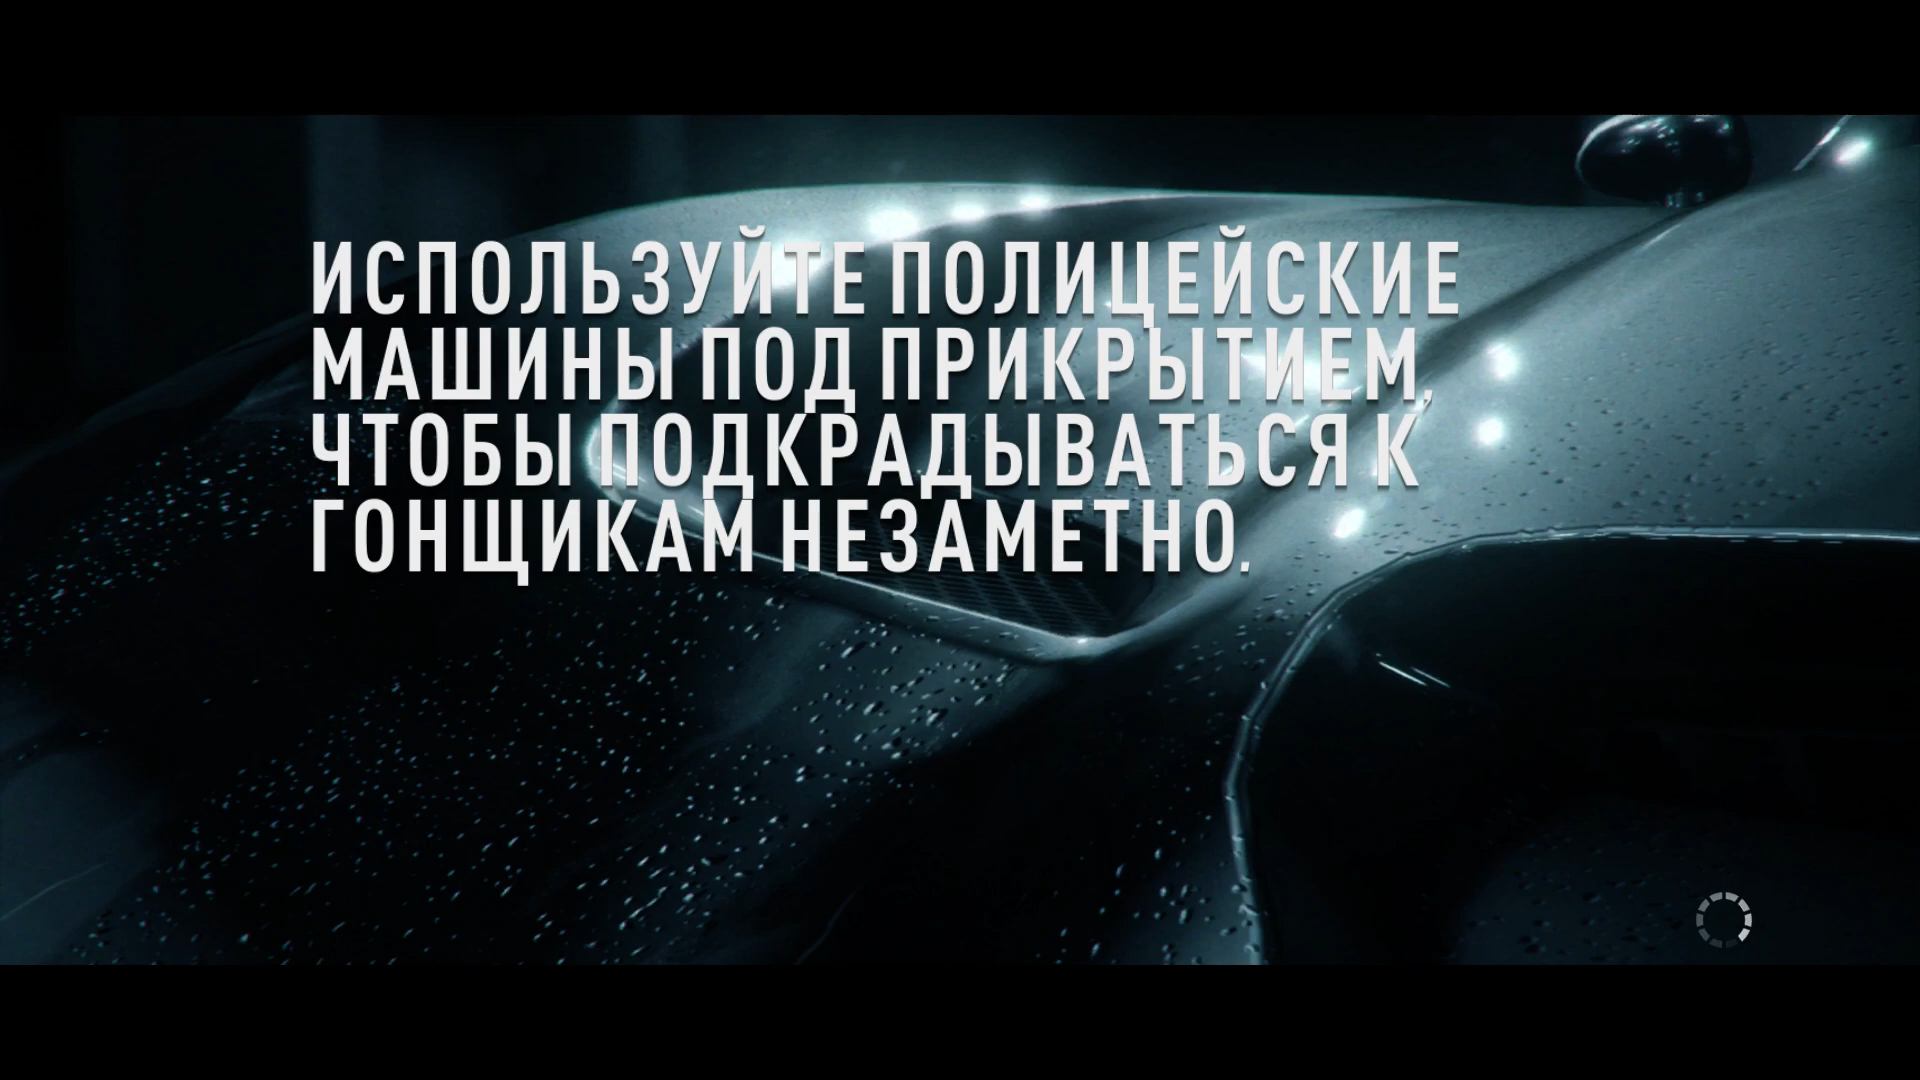 ИСПОЛЬЗУЙТЕ ПОЛИЦЕЙСКИЕ
МАШИНЫ ПОД ПРИКРЫТИЕМ,
ЧТОБЫ ПОДКРАДЫВАТЬСЯ К
ГОНЩИКАМ НЕЗАМЕТНО.